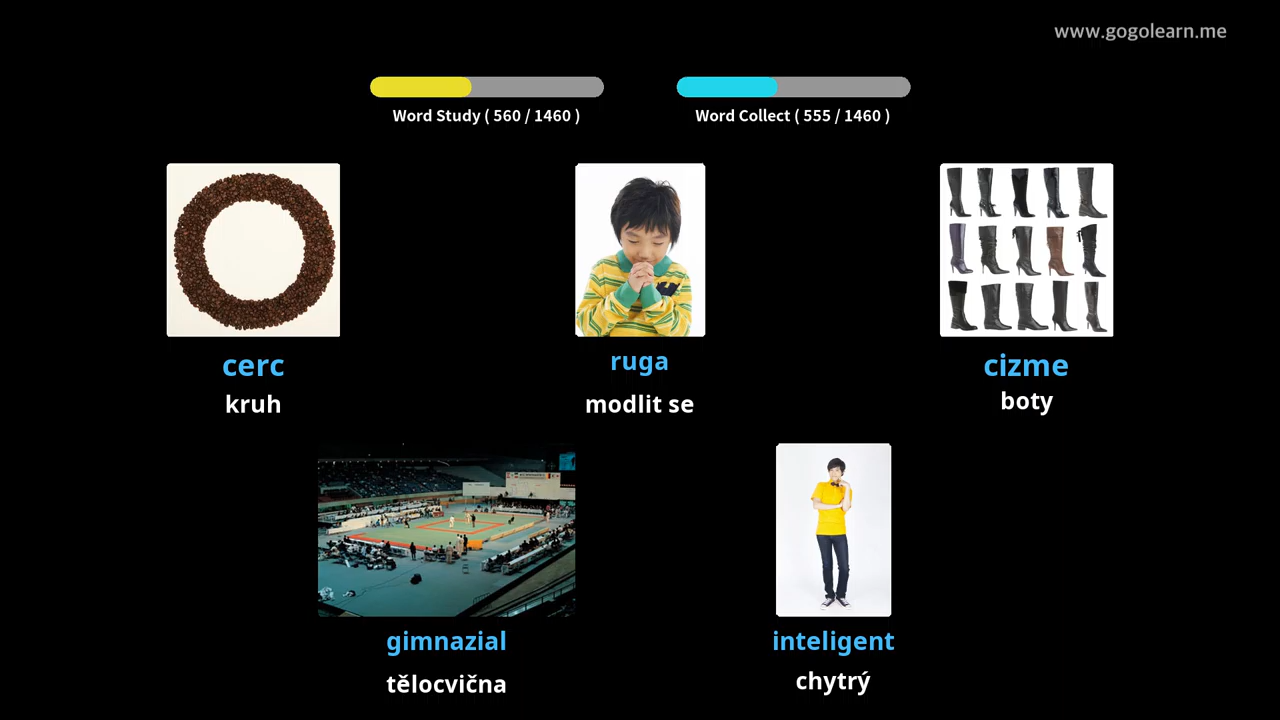 www.gogolearn.me
Word Study ( 560 / 1460 )
Word Collect ( 555 / 1460 )
cerc
kruh
ruga
modlit se
cizme
boty
gimnazial
tělocvična
inteligent
chytrý